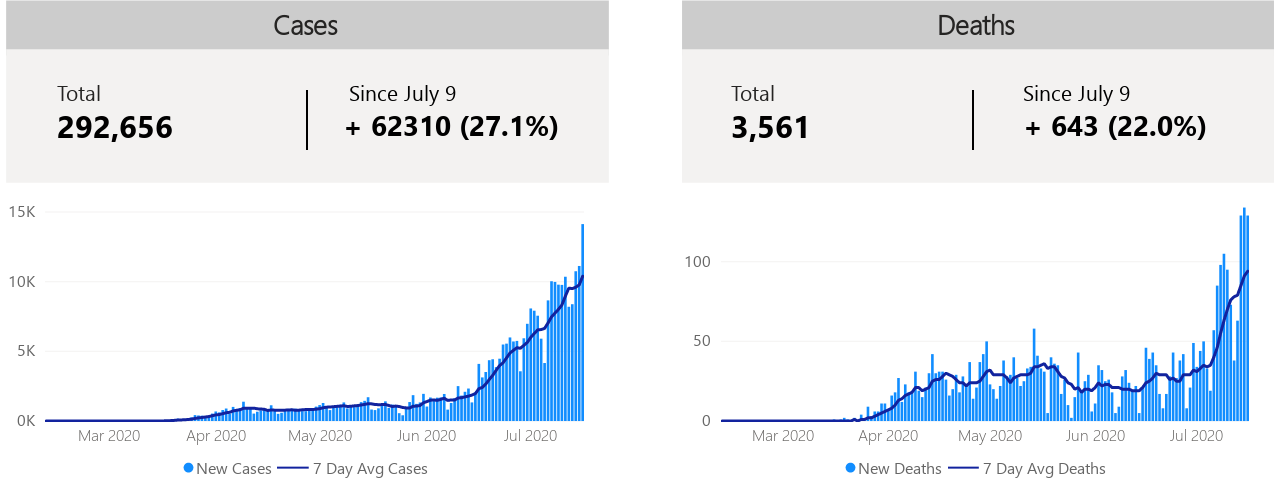 Cases
Total
292,656
Since July 9
+ 62310 (27.1%)
15K
10K
5K
0K
Mar 2020 Apr 2020 May 2020 Jun 2020 Jul 2020
New Cases 7 Day Avg Cases
Deaths
Total
3,561
Since July 9
+ 643 (22.0%)
100
50
0
Mar 2020 Apr 2020 May 2020 Jun 2020 Jul 2020
New Deaths 7 Day Avg Deaths